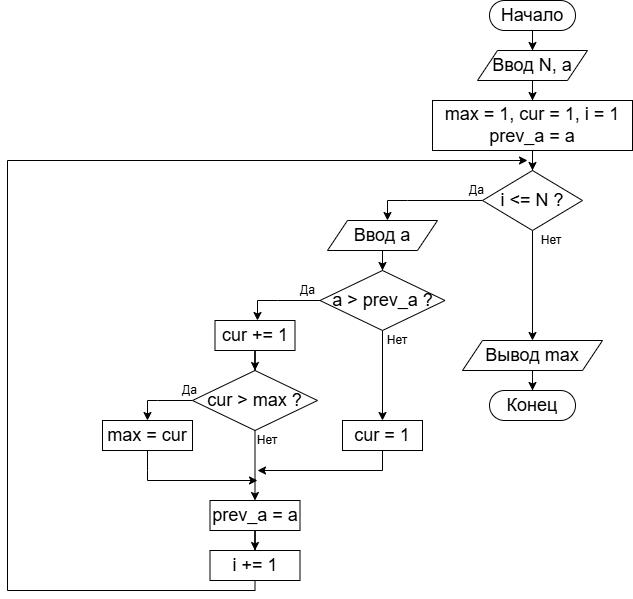 Начало
Ввод N, a
max = 1, cur = 1, i = 1
prev_a = a
i <= N ?
Да
Нет
Ввод a
a > prev_a ?
Да
Нет
cur += 1
cur > max ?
Да
Нет
max = cur
cur = 1
prev_a = a
i += 1
Вывод max
Конец